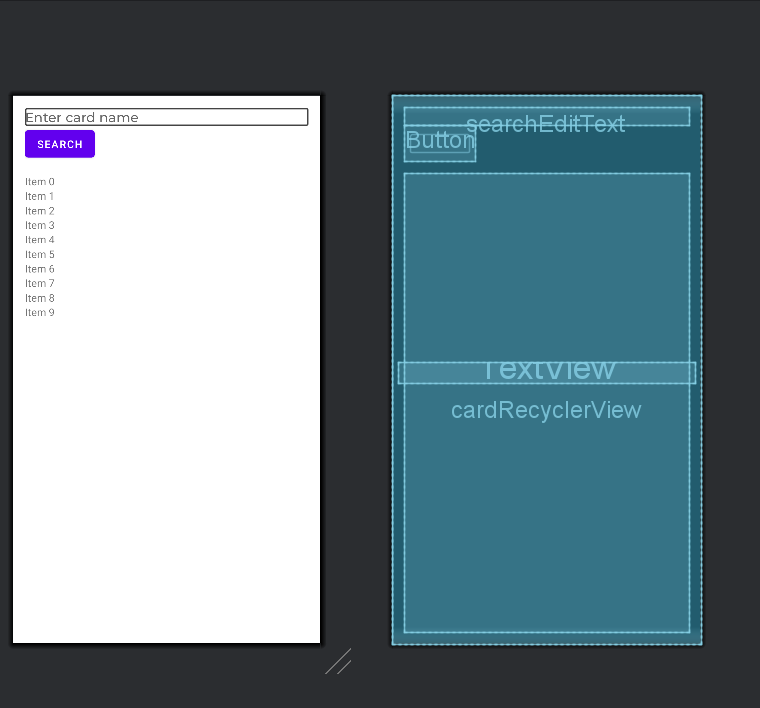 Enter card name
SEARCH
Item 0
Item 1
Item 2
Item 3
Item 4
Item 5
Item 6
Item 7
Item 8
Item 9
searchEditText
Button
TextView
cardRecyclerView